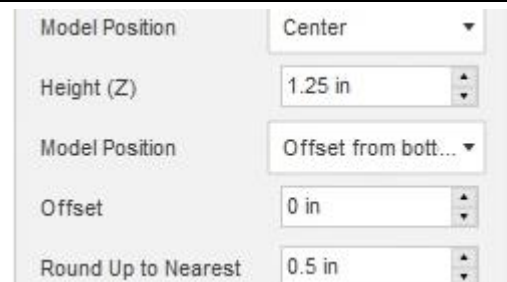 Model Position Center
Height (Z) 1.25 in
Model Position Offset from bott...
Offset 0 in
Round Up to Nearest 0.5 in